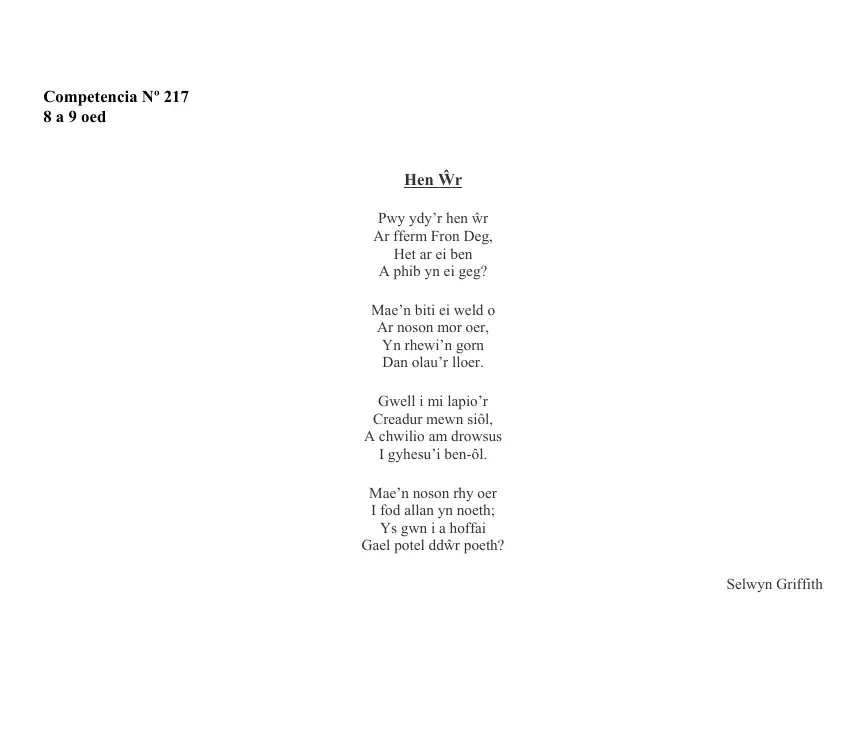 Competencia Nº 217
8 a 9 oed
Hen Ŵr
Pwy ydy’r hen ŵr
Ar fferm Fron Deg,
Het ar ei ben
A phib yn ei geg?
Mae’n biti ei weld o
Ar noson mor oer,
Yn rhewi’n gorn
Dan olau’r lloer.
Gwell i mi lapio’r
Creadur mewn siôl,
A chwilio am drowsus
I gyhesu’i ben-ôl.
Mae’n noson rhy oer
I fod allan yn noeth;
Ys gwn i a hoffai
Gael potel ddŵr poeth?
Selwyn Griffith